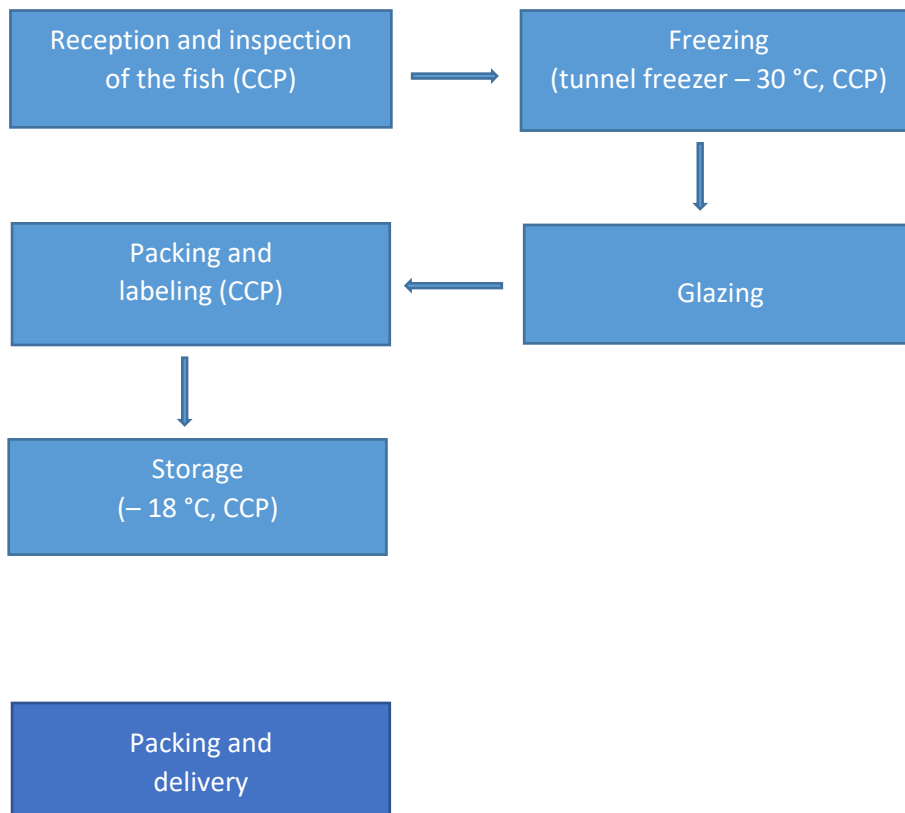 Reception and inspection
of the fish (CCP)
Freezing
(tunnel freezer – 30 °C, CCP)
Glazing
Packing and
labeling (CCP)
Storage
(– 18 °C, CCP)
Packing and
delivery